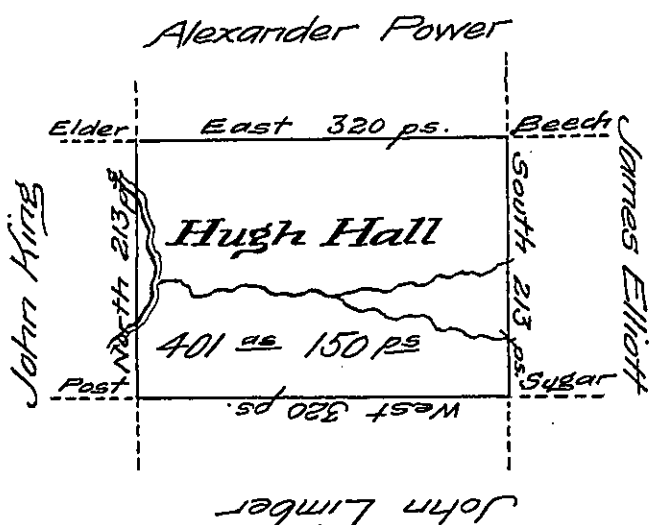 Alexander Power
Elder
East 320 ps.
Beech
John King
North 213 ps
Hugh Hall
South 213 ps.
James Elliott
401 as 150 ps
Post
West 320 ps.
Sugar
John Limber